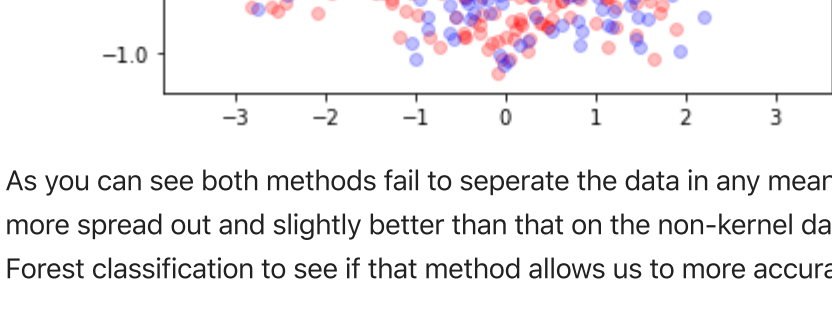 −1.0
−3 −2 −1 0 1 2 3
As you can see both methods fail to seperate the data in any mear
more spread out and slightly better than that on the non-kernel da
Forest classification to see if that method allows us to more accura